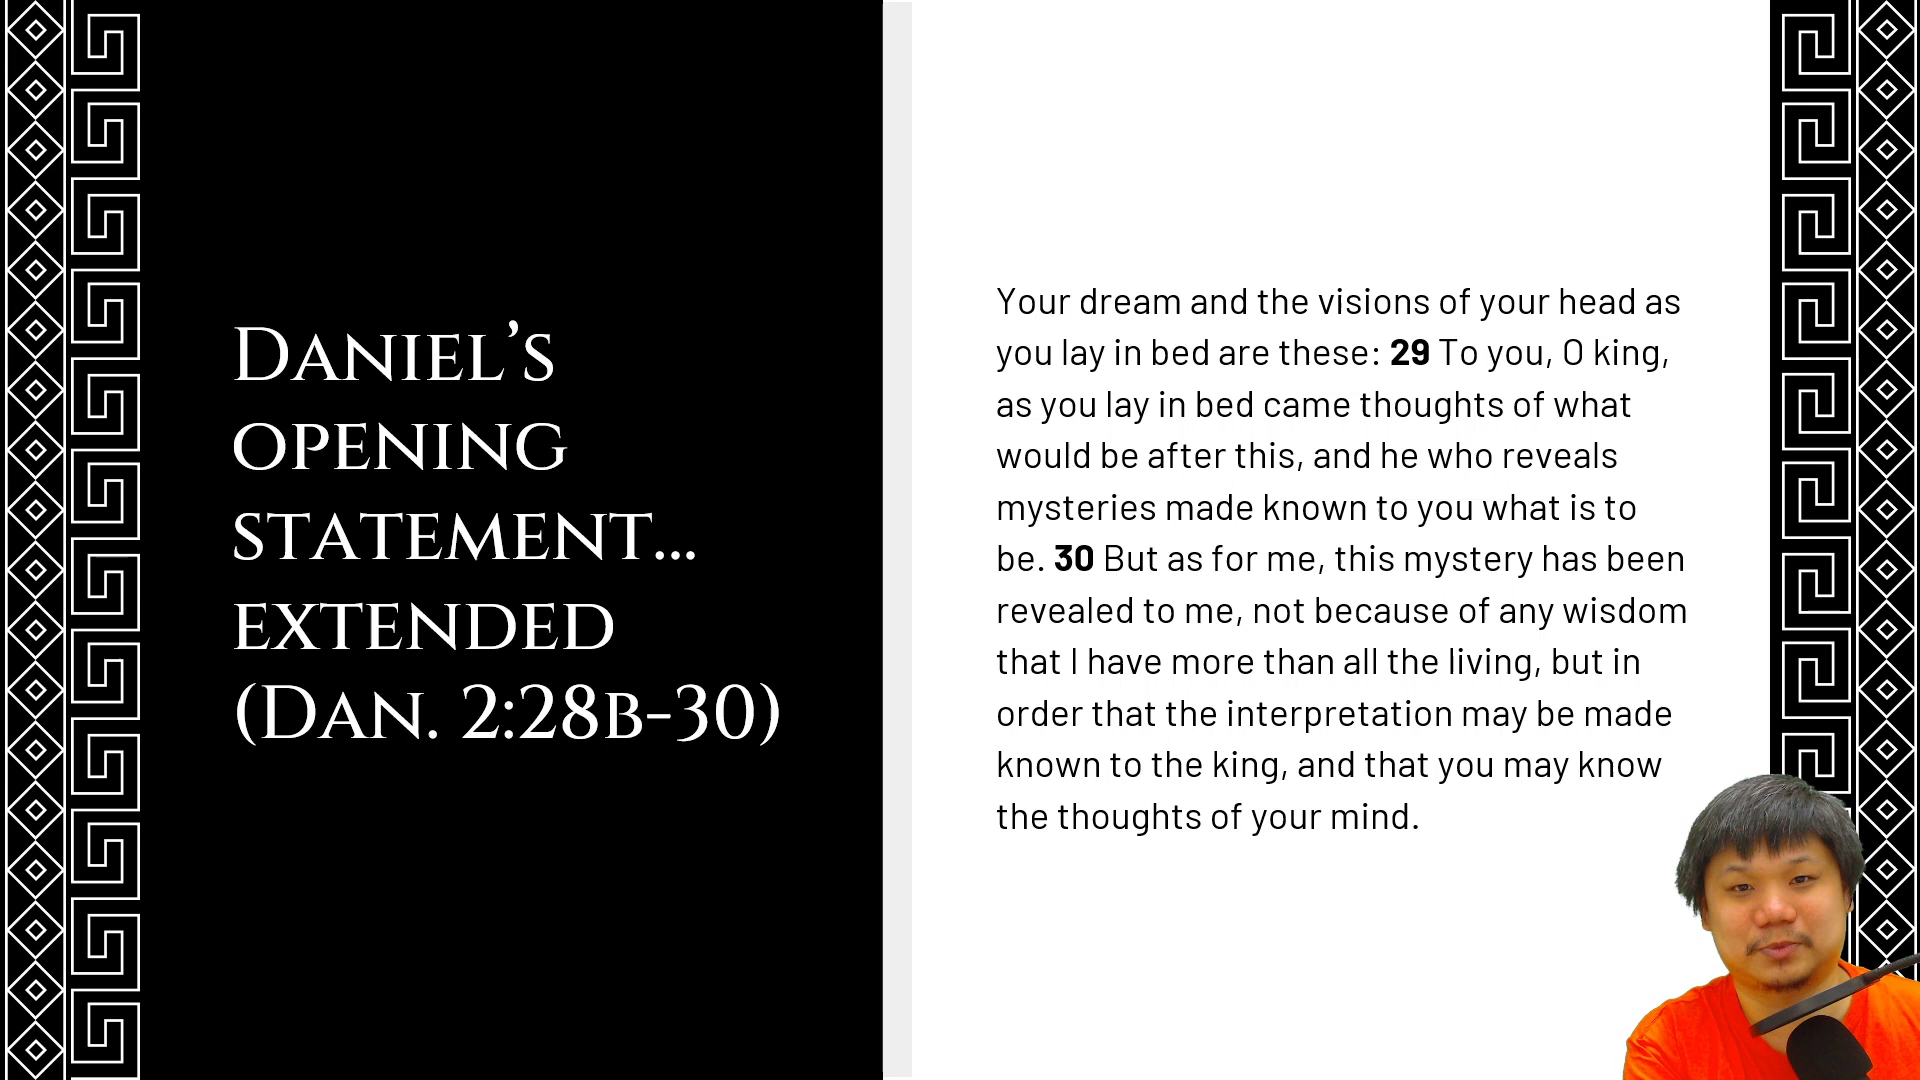 Daniel’s
opening
statement...
extended
(Dan. 2:28b-30)
Your dream and the visions of your head as
you lay in bed are these: 29 To you, O king,
as you lay in bed came thoughts of what
would be after this, and he who reveals
mysteries made known to you what is to
be. 30 But as for me, this mystery has been
revealed to me, not because of any wisdom
that I have more than all the living, but in
order that the interpretation may be made
known to the king, and that you may know
the thoughts of your mind.